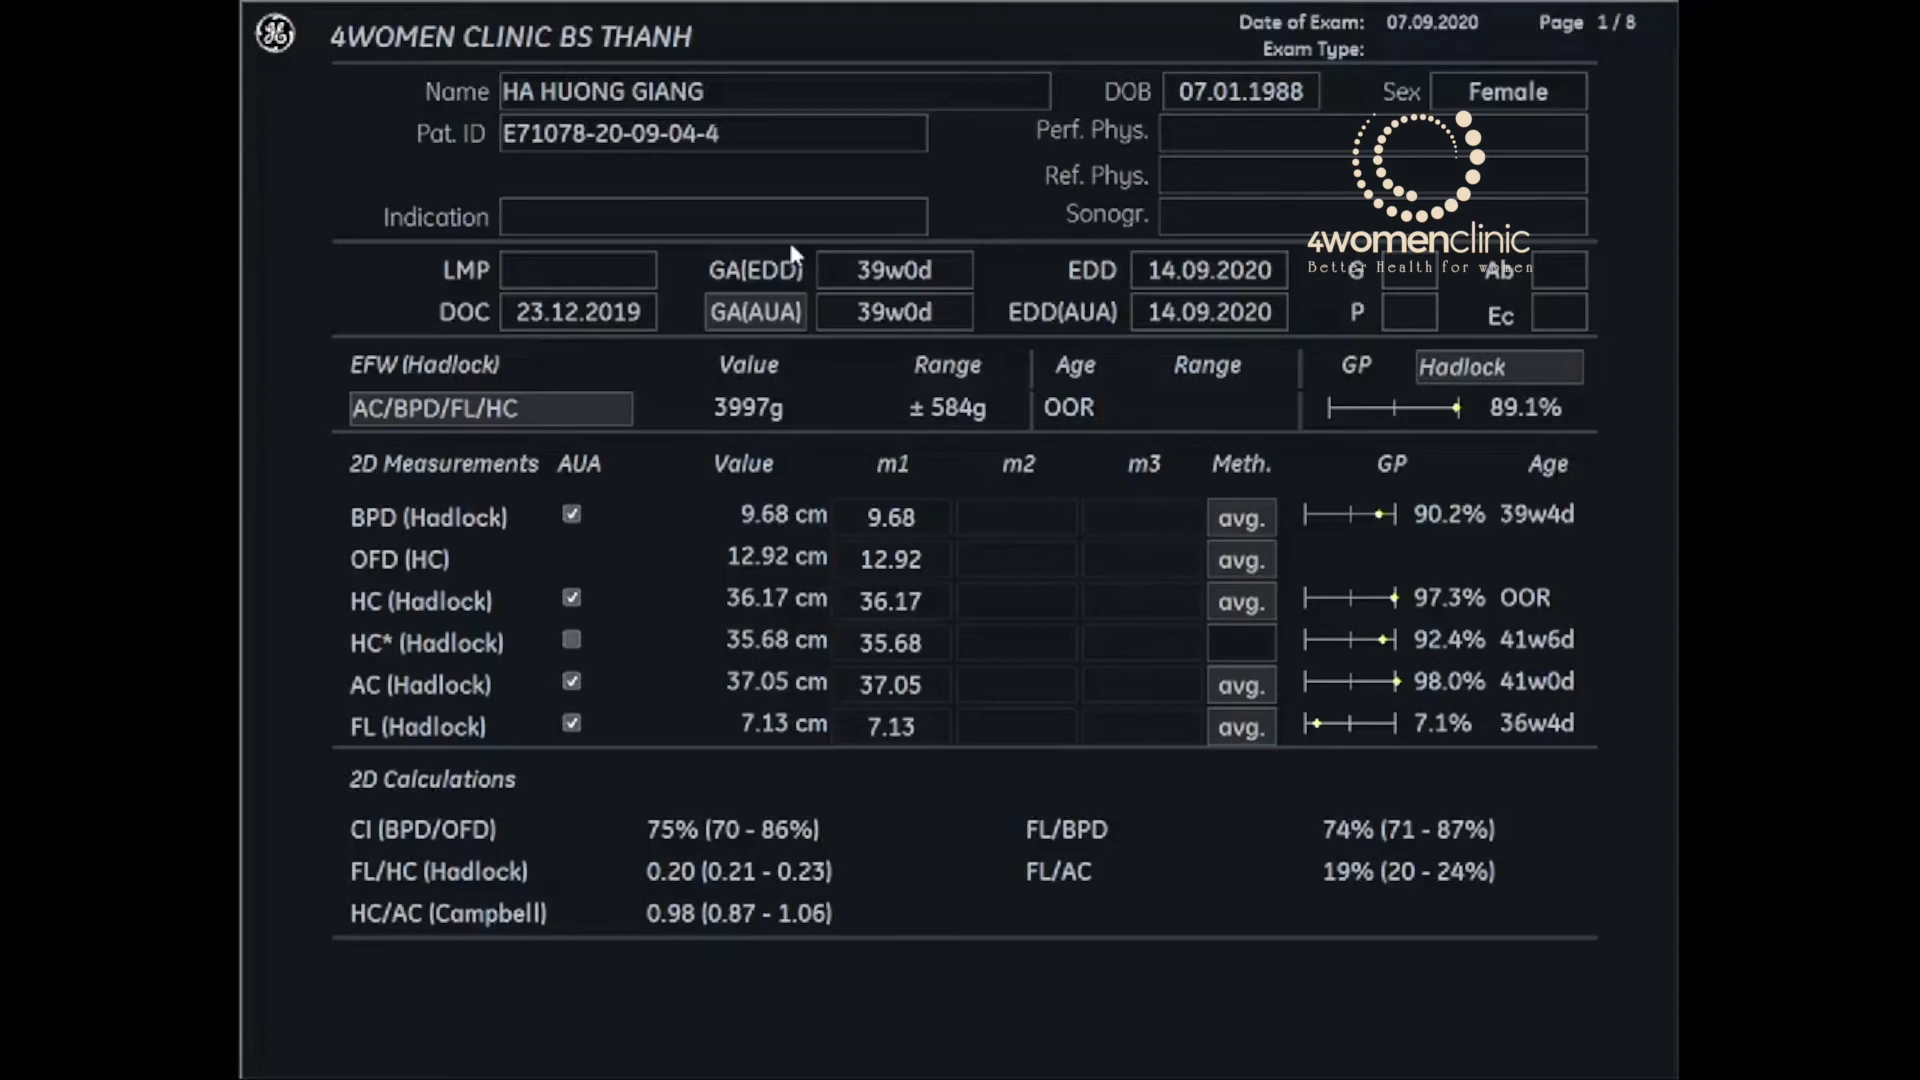 4WOMEN CLINIC BS THANH
Date of Exam: 07.09.2020 Page 1 / 8
Exam Type:
Name HA HUONG GIANG DOB 07.01.1988 Sex Female
Pat. ID E71078-20-09-04-4 Perf. Phys.
Ref. Phys.
Indication Sonogr.
4womenclinic
Better Health for women
LMP GA(EDD) 39w0d EDD 14.09.2020 G Ab
DOC 23.12.2019 GA(AUA) 39w0d EDD(AUA) 14.09.2020 P Ec
EFW (Hadlock) Value Range Age Range GP Hadlock
AC/BPD/FL/HC 3997g ± 584g OOR 89.1%
2D Measurements AUA Value m1 m2 m3 Meth. GP Age
BPD (Hadlock) 9.68 cm 9.68 avg. 90.2% 39w4d
OFD (HC) 12.92 cm 12.92 avg.
HC (Hadlock) 36.17 cm 36.17 avg. 97.3% OOR
HC* (Hadlock) 35.68 cm 35.68 92.4% 41w6d
AC (Hadlock) 37.05 cm 37.05 avg. 98.0% 41w0d
FL (Hadlock) 7.13 cm 7.13 avg. 7.1% 36w4d
2D Calculations
CI (BPD/OFD) 75% (70 - 86%) FL/BPD 74% (71 - 87%)
FL/HC (Hadlock) 0.20 (0.21 - 0.23) FL/AC 19% (20 - 24%)
HC/AC (Campbell) 0.98 (0.87 - 1.06)